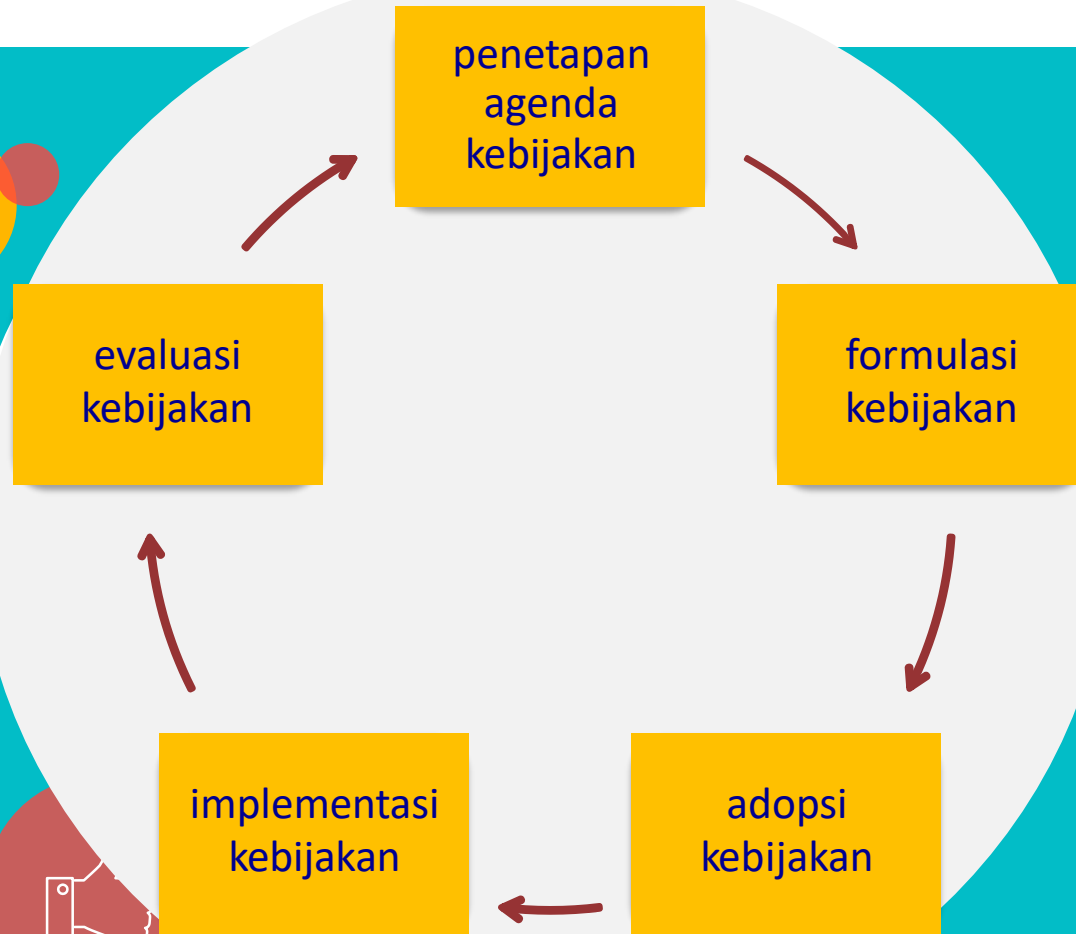 penetapan
agenda
kebijakan
formulasi
kebijakan
adopsi
kebijakan
implementasi
kebijakan
evaluasi
kebijakan